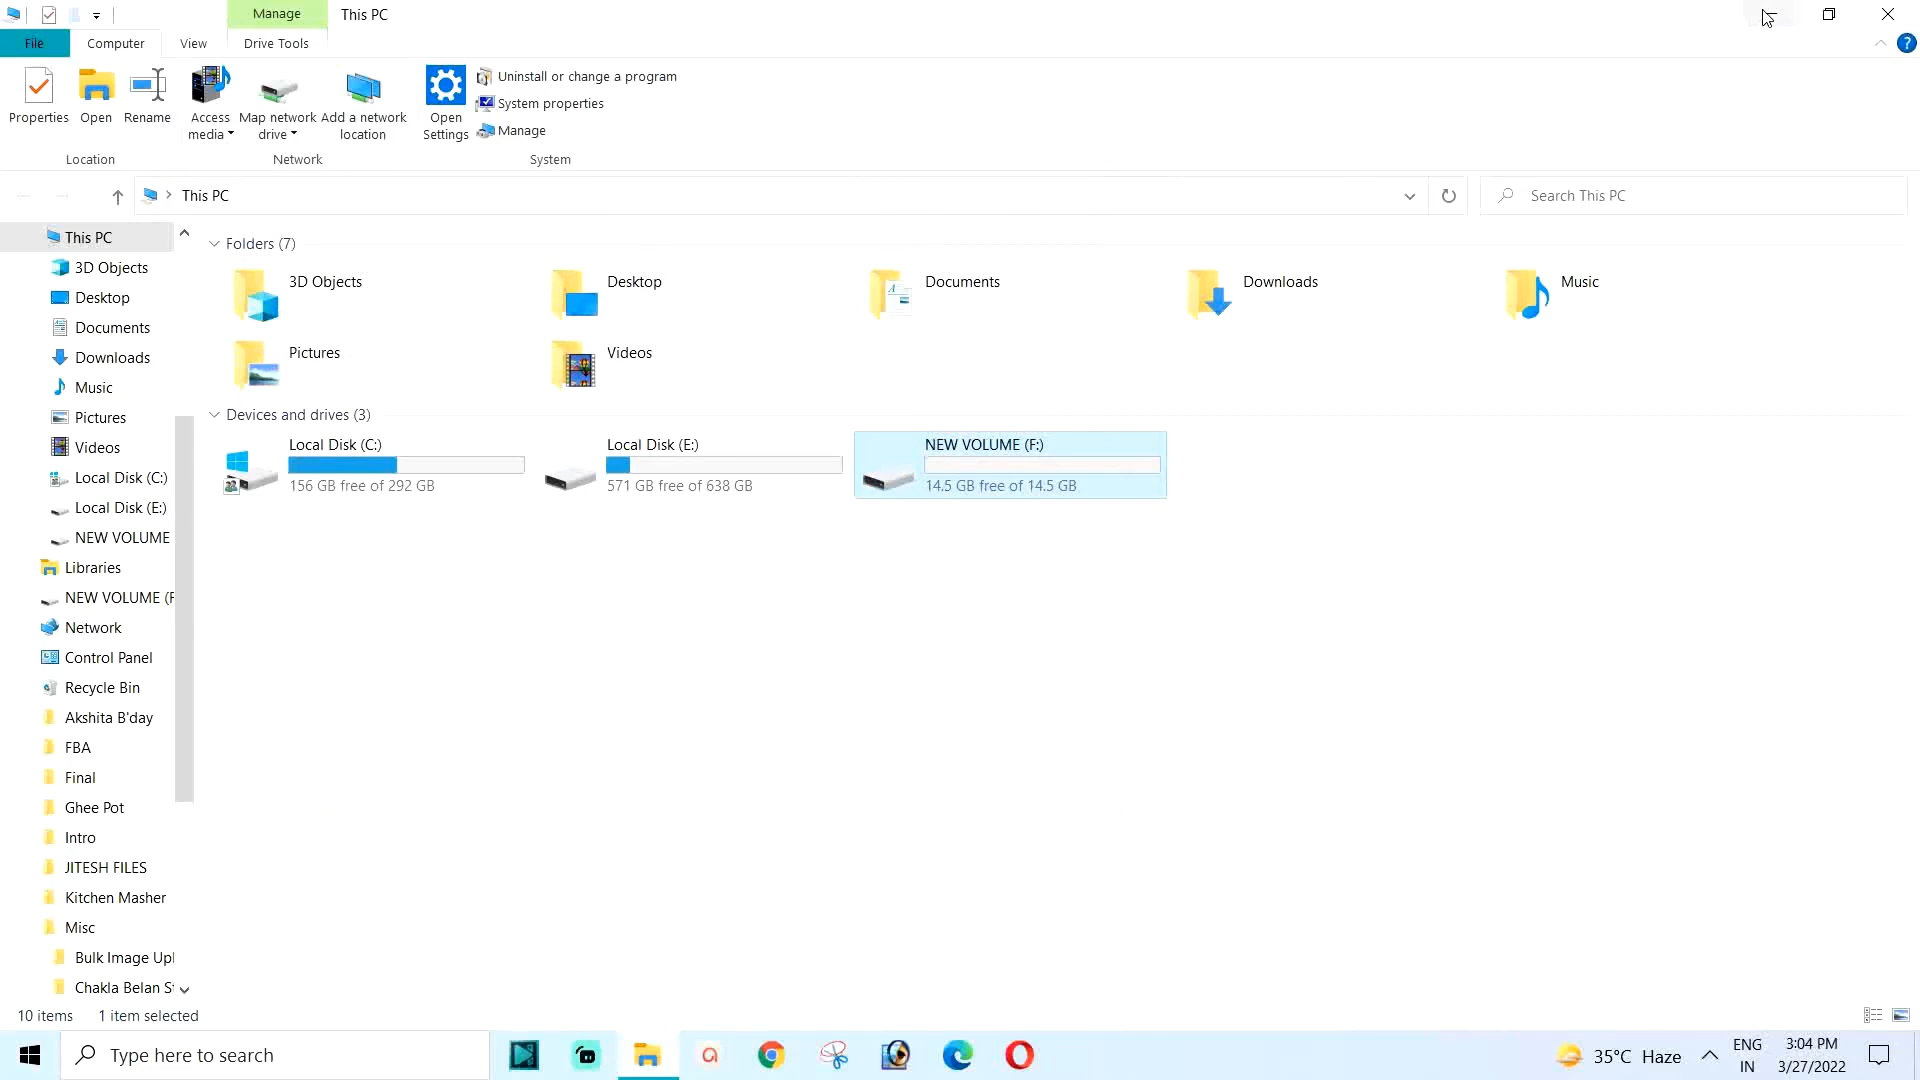 Manage
This PC
File
Computer
View
Drive Tools
Properties
Open
Rename
Access media
Map network drive
Add a network location
Open Settings
Uninstall or change a program
System properties
Manage
Location
Network
System
This PC
Search This PC
This PC
3D Objects
Desktop
Documents
Downloads
Music
Pictures
Videos
Local Disk (C:)
Local Disk (E:)
NEW VOLUME
Libraries
NEW VOLUME (F
Network
Control Panel
Recycle Bin
Akshita B'day
FBA
Final
Ghee Pot
Intro
JITESH FILES
Kitchen Masher
Misc
Bulk Image Upl
Chakla Belan St
Folders (7)
3D Objects
Desktop
Documents
Downloads
Music
Pictures
Videos
Devices and drives (3)
Local Disk (C:)
156 GB free of 292 GB
Local Disk (E:)
571 GB free of 638 GB
NEW VOLUME (F:)
14.5 GB free of 14.5 GB
10 items
1 item selected
Type here to search
35°C Haze
ENG
IN
3:04 PM
3/27/2022